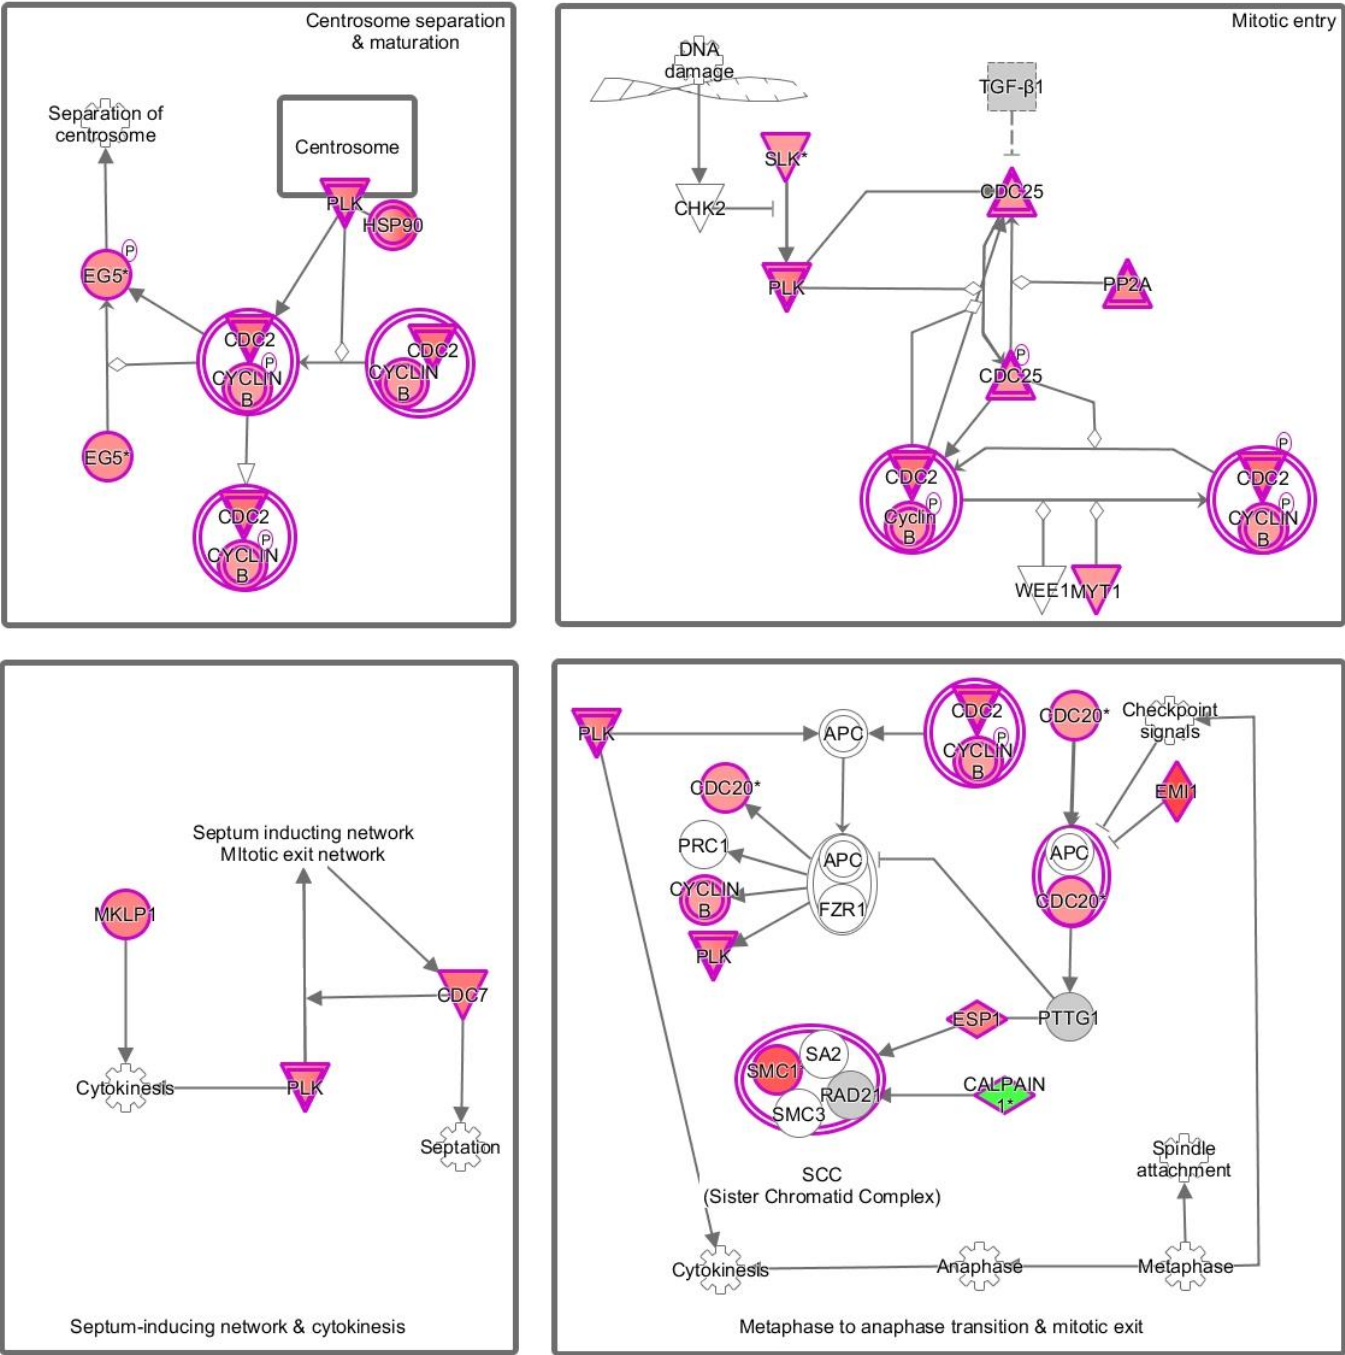 Centrosome separation
& maturation
Separation of
centrosome
Centrosome
PLK
HSP90
P
EG5*
CDC2
P
CYCLIN
B
CDC2
CYCLIN
B
EG5*
CDC2
P
CYCLIN
B
Mitotic entry
DNA
damage
TGF-β1
SLK*
CHK2
CDC25
PLK
PP2A
P
CDC25
CDC2
P
Cyclin
B
P
CDC2
P
CYCLIN
B
WEE1
MYT1
Septum inducting network
MItotic exit network
MKLP1
CDC7
Cytokinesis
PLK
Septation
Septum-inducing network & cytokinesis
PLK
APC
CDC2
P
CYCLIN
B
CDC20*
Checkpoint
signals
EMI1
CDC20*
PRC1
CYCLIN
B
PLK
APC
FZR1
APC
CDC20*
ESP1
PTTG1
SMC1*
SA2
RAD21
SMC3
CALPAIN
1*
SCC
(Sister Chromatid Complex)
Spindle
attachment
Cytokinesis
Anaphase
Metaphase
Metaphase to anaphase transition & mitotic exit